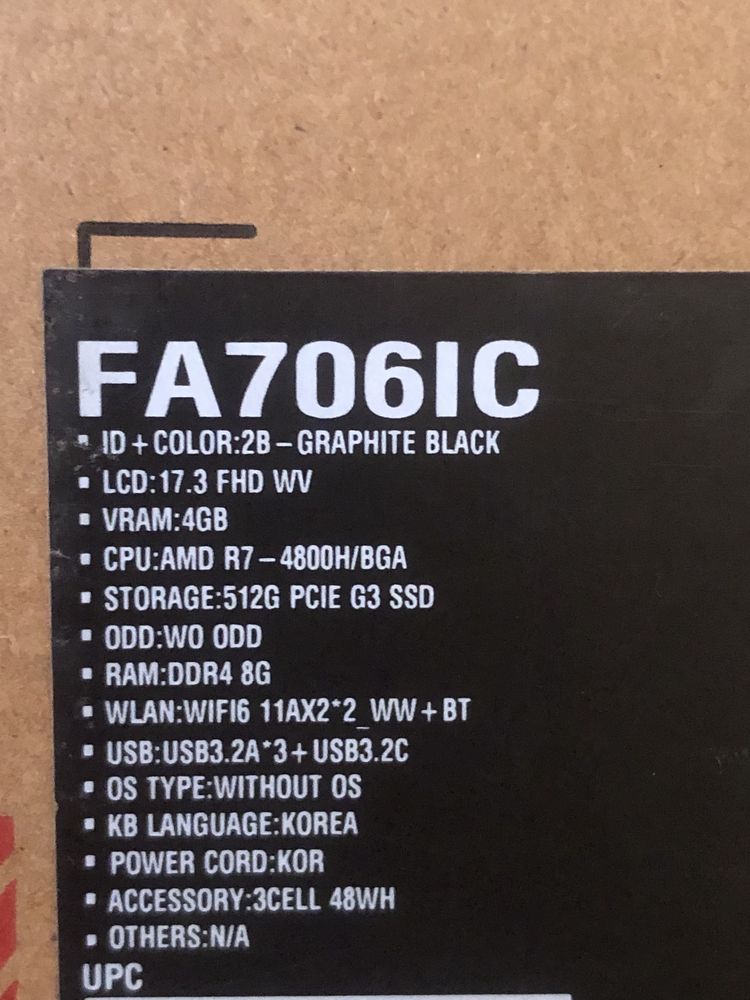 FA706IC
▪ ID+COLOR:2B–GRAPHITE BLACK
▪ LCD:17.3 FHD WV
▪ VRAM:4GB
▪ CPU:AMD R7–4800H/BGA
▪ STORAGE:512G PCIE G3 SSD
▪ ODD:WO ODD
▪ RAM:DDR4 8G
▪ WLAN:WIFI6 11AX2*2_WW+BT
▪ USB:USB3.2A*3+USB3.2C
▪ OS TYPE:WITHOUT OS
▪ KB LANGUAGE:KOREA
▪ POWER CORD:KOR
▪ ACCESSORY:3CELL 48WH
▪ OTHERS:N/A
UPC